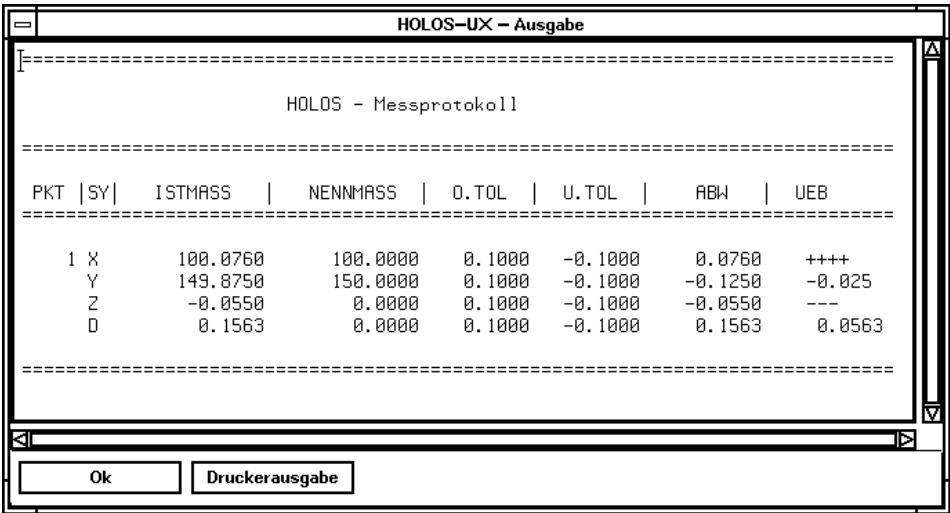 HOLOS-UX - Ausgabe
===============================================================================
HOLOS - Messprotokoll
===============================================================================
PKT |SY| ISTMASS | NENNMASS | O.TOL | U.TOL | ABW | UEB
===============================================================================
1 X 100.0760 100.0000 0.1000 -0.1000 0.0760 ++++
Y 149.8750 150.0000 0.1000 -0.1000 -0.1250 -0.025
Z -0.0550 0.0000 0.1000 -0.1000 -0.0550 ---
D 0.1563 0.0000 0.1000 -0.1000 0.1563 0.0563
===============================================================================
Ok Druckerausgabe